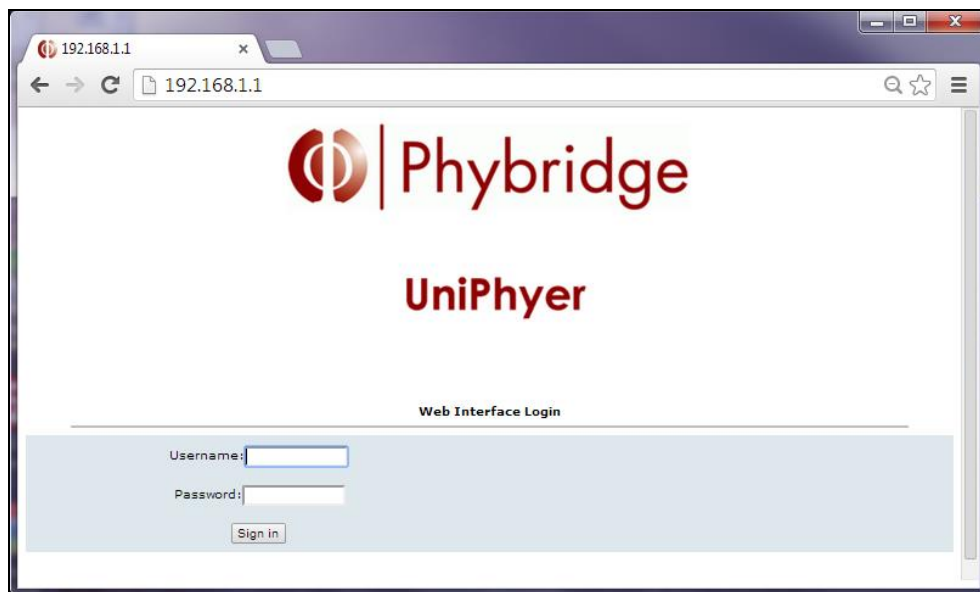 192.168.1.1
192.168.1.1
Phybridge
UniPhyer
Web Interface Login
Username:
Password:
Sign in